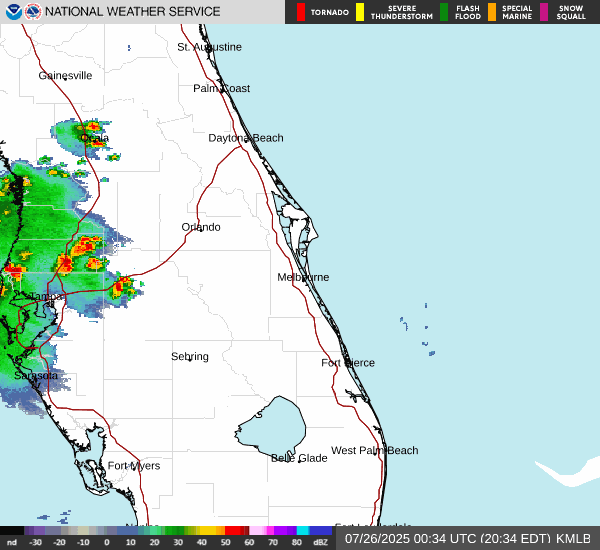 NATIONAL WEATHER SERVICE
TORNADO
SEVERE THUNDERSTORM
FLASH FLOOD
SPECIAL MARINE
SNOW SQUALL
St. Augustine
Gainesville
Palm Coast
Ocala
Daytona Beach
Orlando
Melbourne
Tampa
Sebring
Fort Pierce
Sarasota
West Palm Beach
Belle Glade
Fort Myers
nd -30 -20 -10 0 10 20 30 40 50 60 70 80 dBZ
07/26/2025 00:34 UTC (20:34 EDT) KMLB